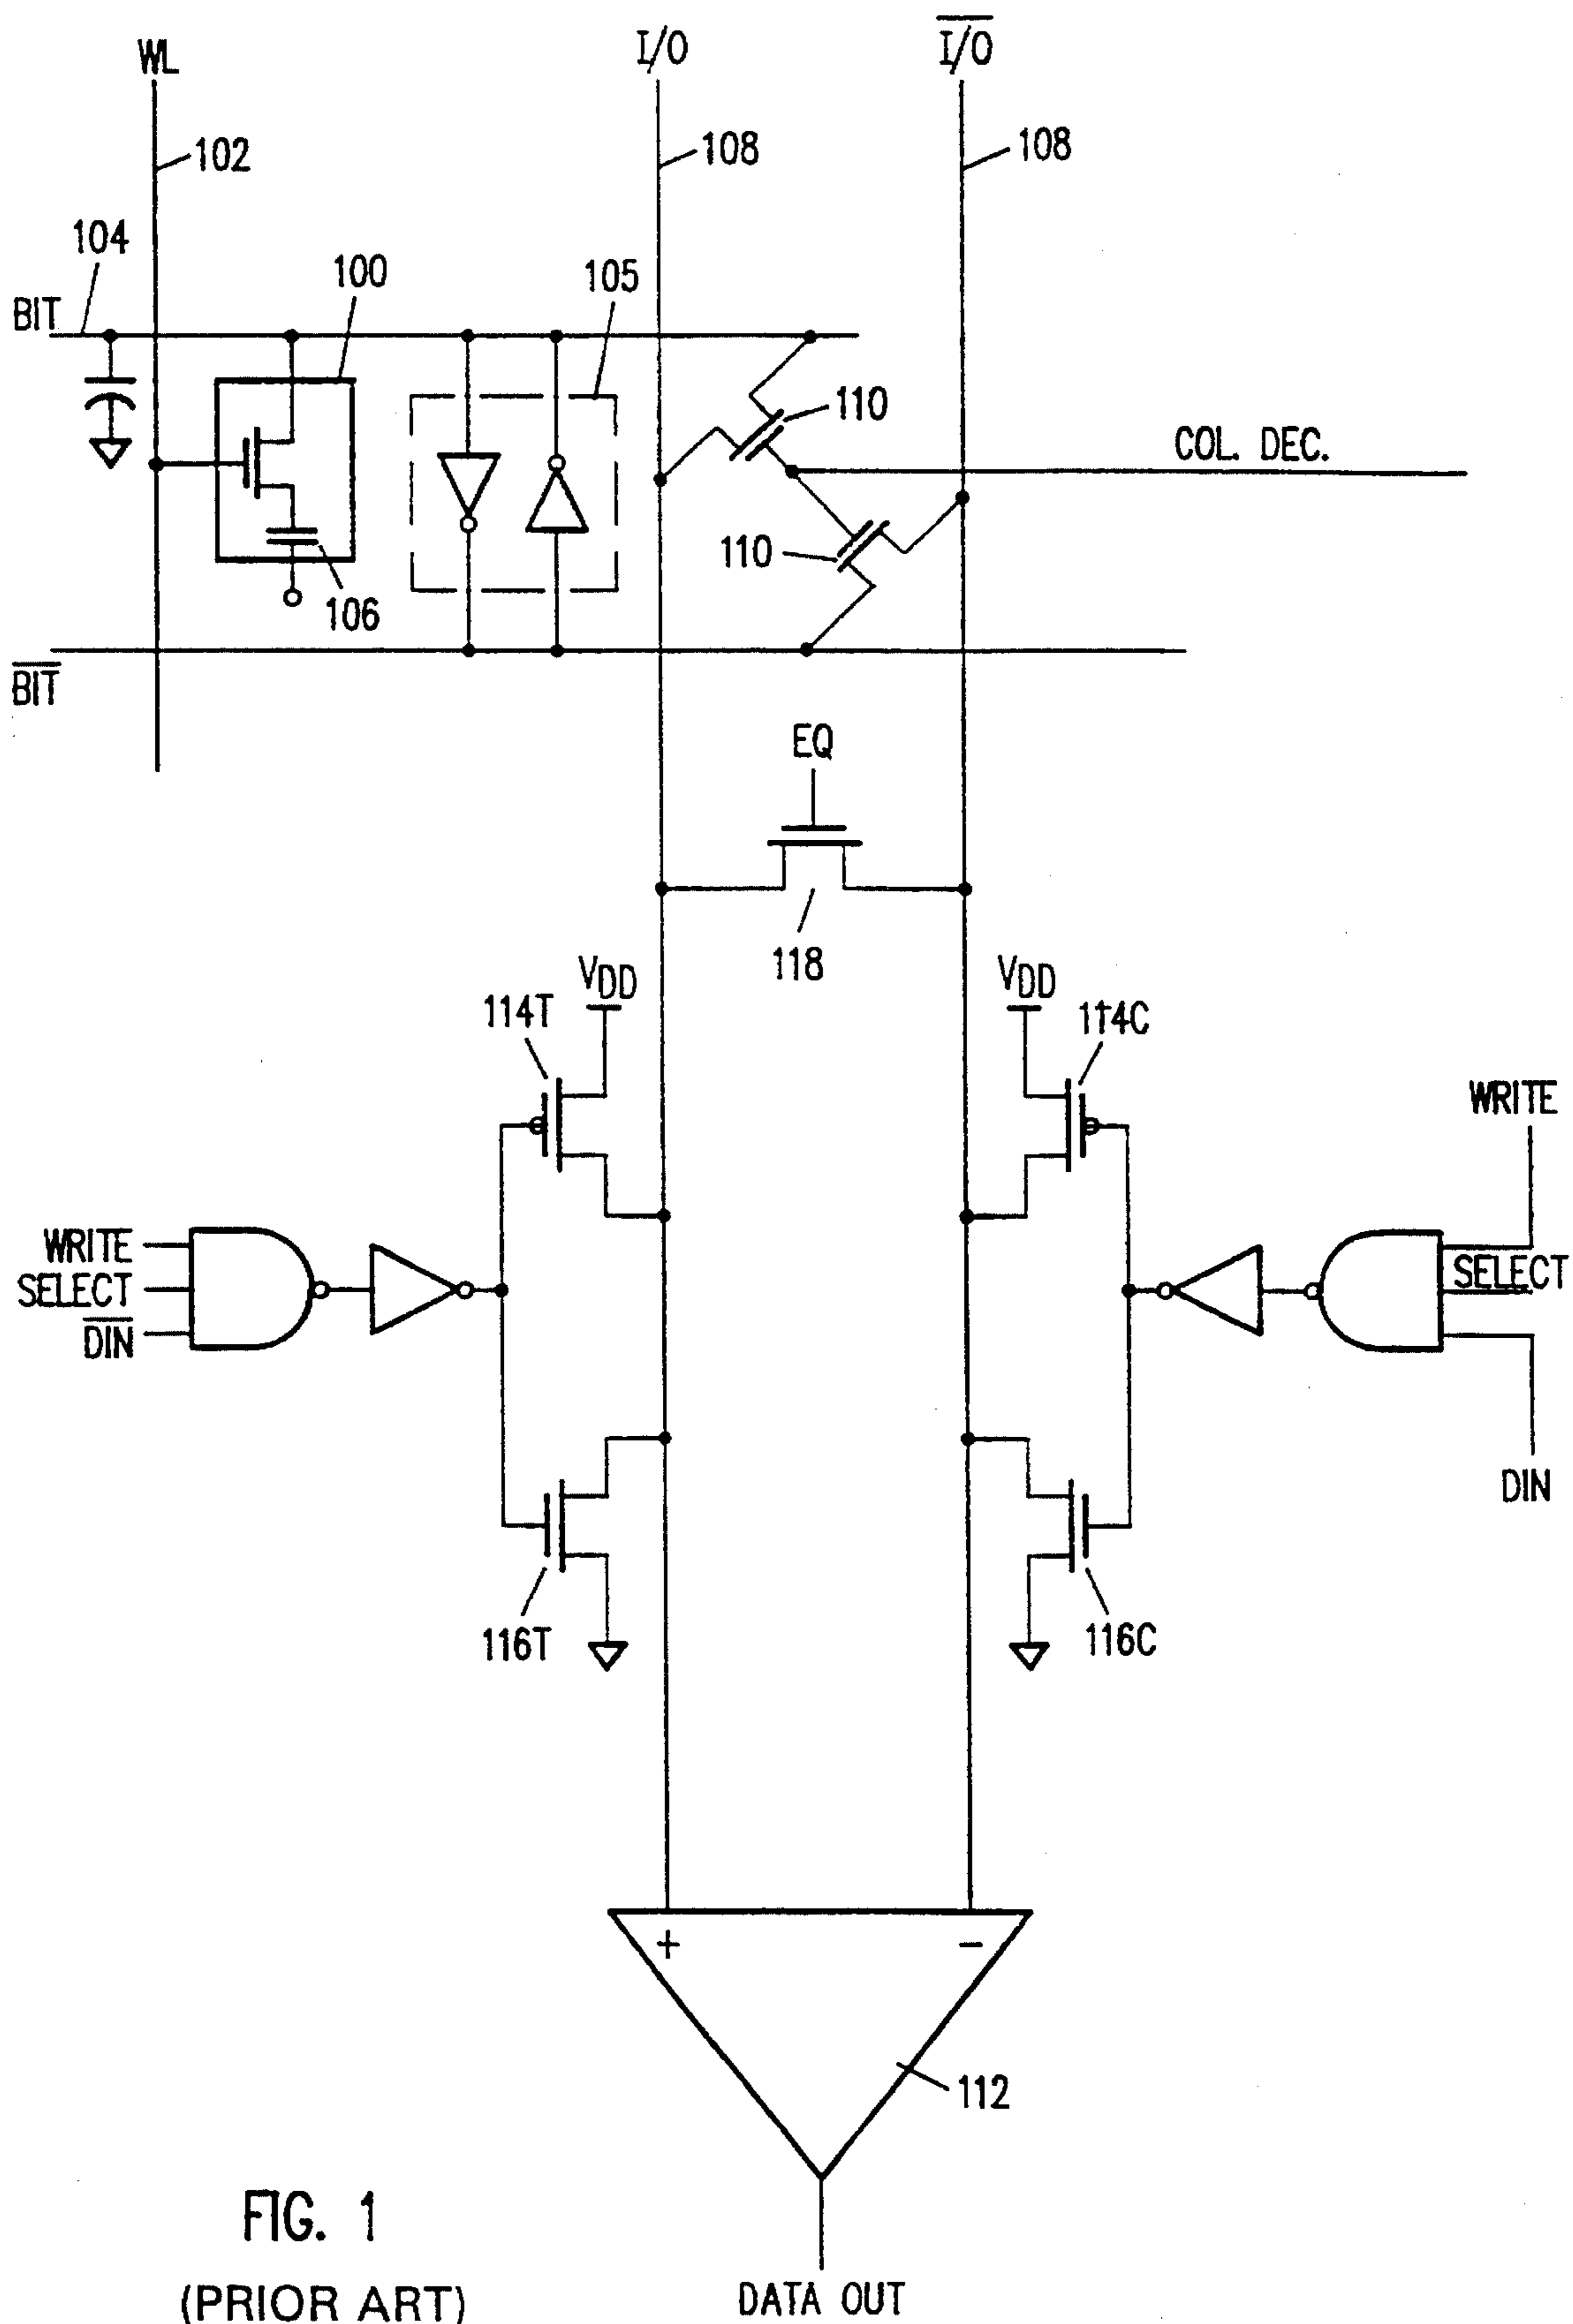 WL
I/O
I/O
102
108
108
104
100
105
BIT
110
COL. DEC.
110
106
BIT
EQ
118
VDD
VDD
114T
114C
WRITE
WRITE
SELECT
SELECT
DIN
DIN
116T
116C
+
−
112
FIG. 1
(PRIOR ART)
DATA OUT